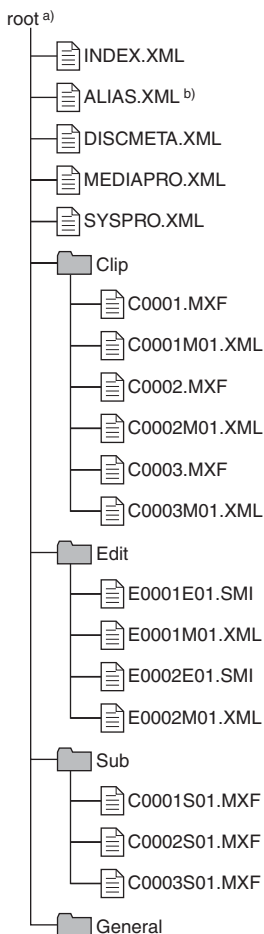 root a)
INDEX.XML
ALIAS.XML b)
DISCMETA.XML
MEDIAPRO.XML
SYSPRO.XML
Clip
C0001.MXF
C0001M01.XML
C0002.MXF
C0002M01.XML
C0003.MXF
C0003M01.XML
Edit
E0001E01.SMI
E0001M01.XML
E0002E01.SMI
E0002M01.XML
Sub
C0001S01.MXF
C0002S01.MXF
C0003S01.MXF
General